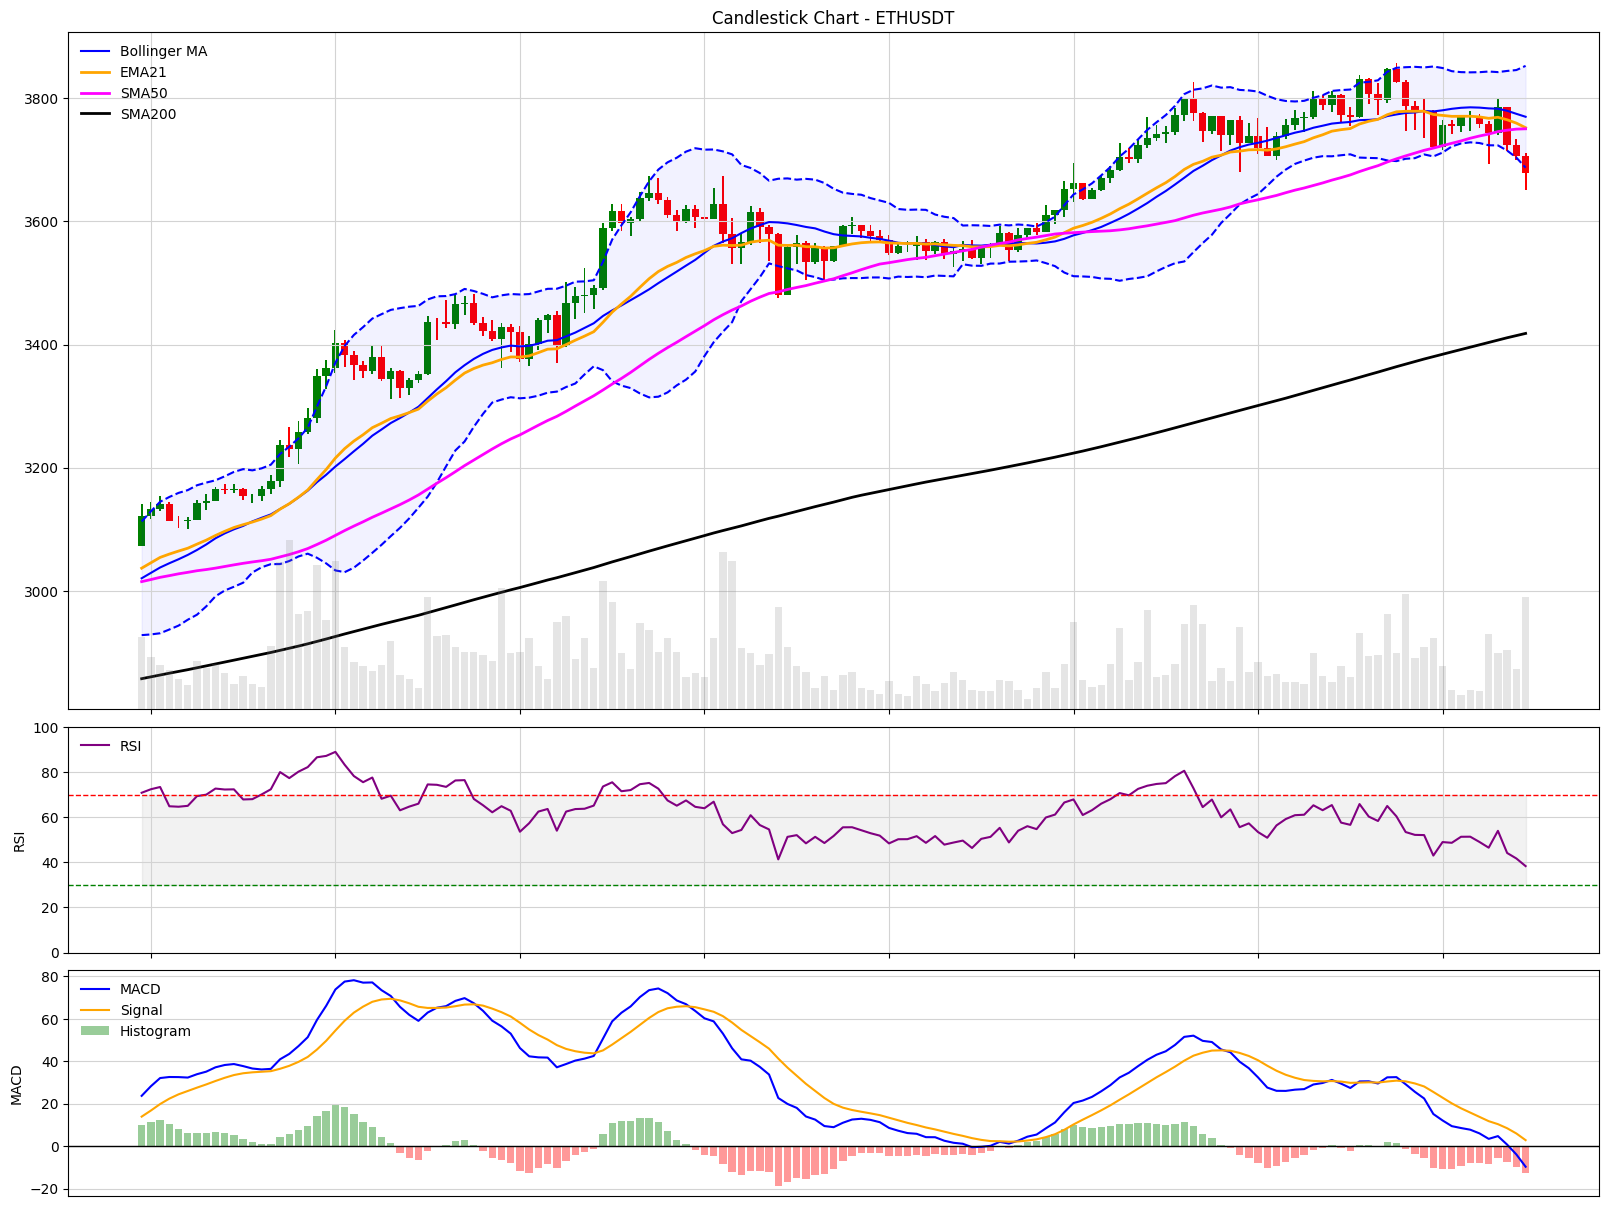 Candlestick Chart - ETHUSDT
Bollinger MA
EMA21
SMA50
SMA200
3800
3600
3400
3200
3000
RSI
100
80
60
40
20
0
RSI
MACD
Signal
Histogram
80
60
40
20
0
−20
MACD